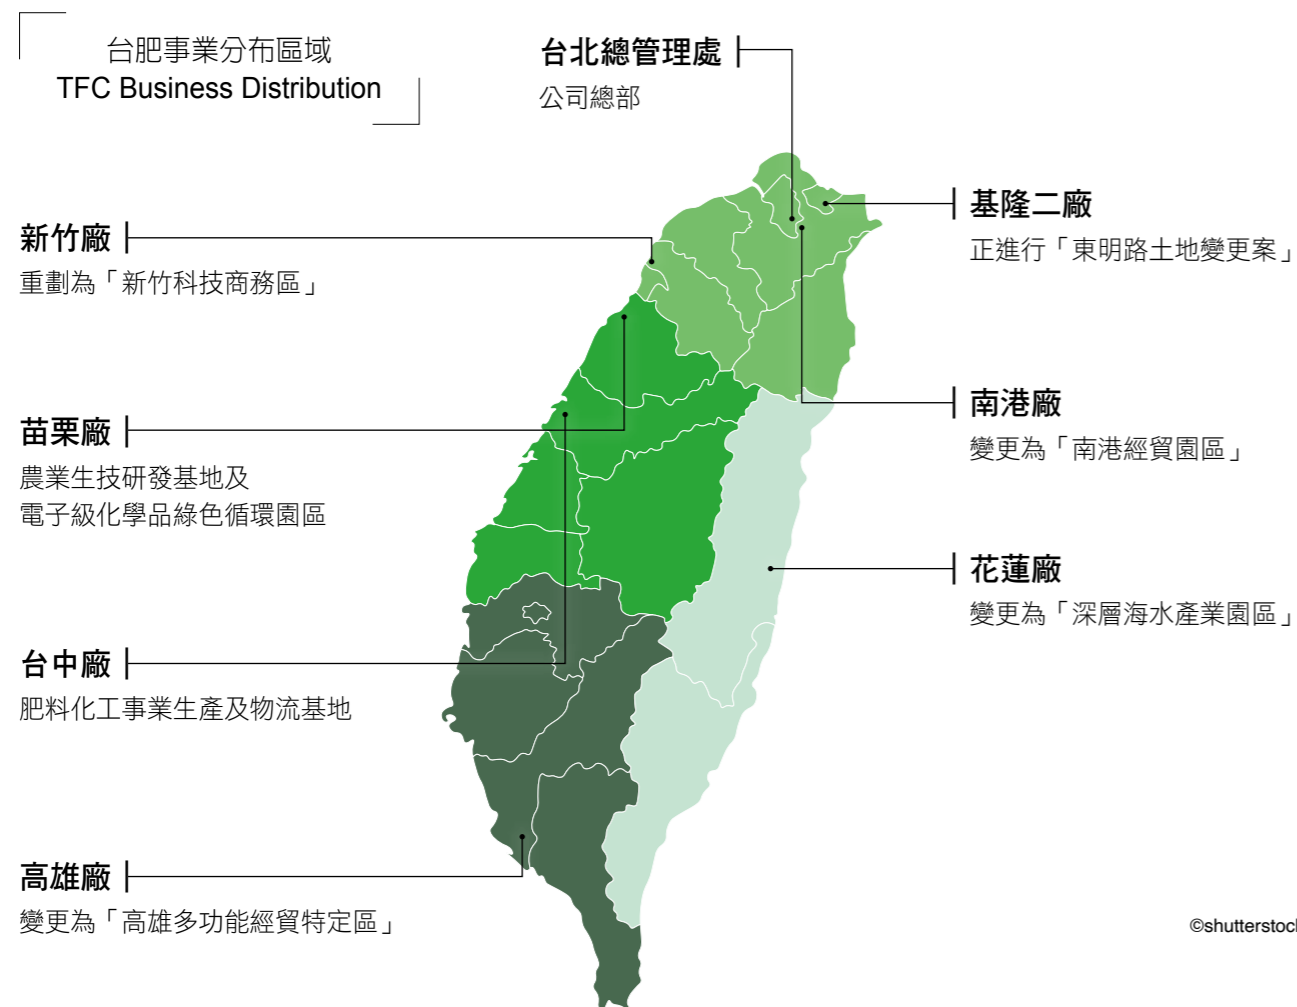 台肥事業分布區域
TFC Business Distribution
台北總管理處
公司總部
新竹廠
重劃為「新竹科技商務區」
苗栗廠
農業生技研發基地及
電子級化學品綠色循環園區
台中廠
肥料化工事業生產及物流基地
高雄廠
變更為「高雄多功能經貿特定區」
基隆二廠
正進行「東明路土地變更案」
南港廠
變更為「南港經貿園區」
花蓮廠
變更為「深層海水產業園區」
©shutterstock